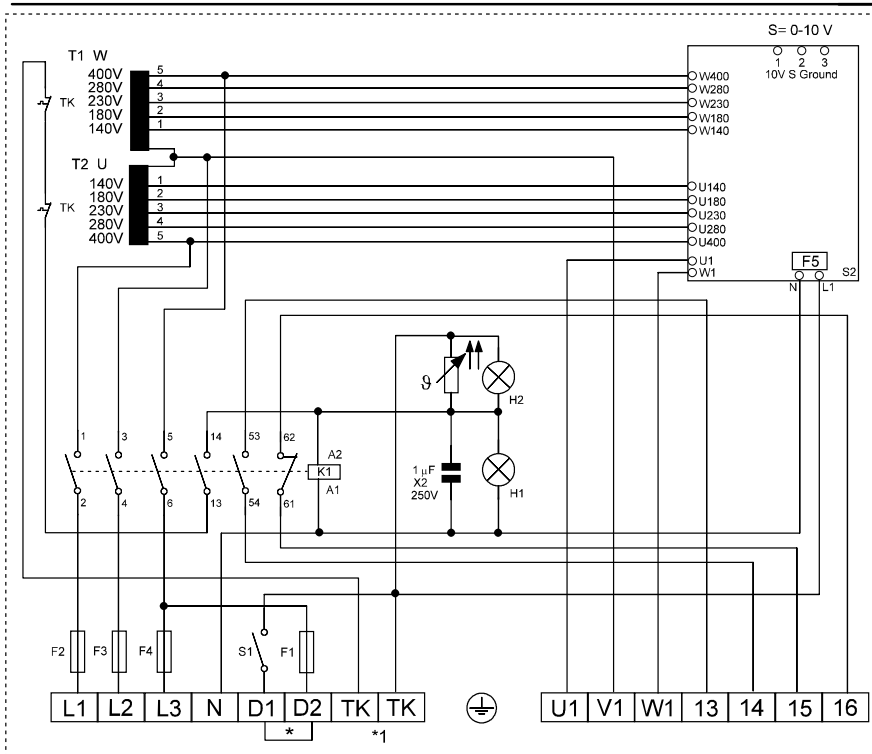 S= 0-10 V
1 2 3
10V S Ground
T1 W
400V 5 W400
280V 4 W280
230V 3 W230
180V 2 W180
140V 1 W140
TK
T2 U
140V 1 U140
180V 2 U180
230V 3 U230
280V 4 U280
400V 5 U400
TK
U1
W1
F5
S2
N L1
ϑ
H2
1 3 5 14 53 62
A2
K1
A1
2 4 6 13 54 61
1 µF
X2
250V
H1
F2 F3 F4 S1 F1
L1 L2 L3 N D1 D2 TK TK U1 V1 W1 13 14 15 16
* *1